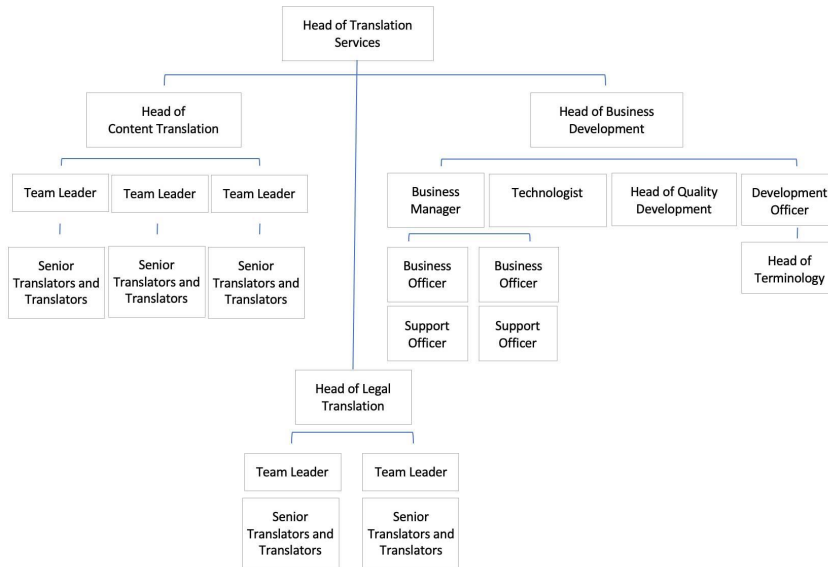 Head of Translation
Services
Head of
Content Translation
Head of Business
Development
Team Leader
Team Leader
Team Leader
Business
Manager
Technologist
Head of Quality
Development
Development
Officer
Senior
Translators and
Translators
Senior
Translators and
Translators
Senior
Translators and
Translators
Business
Officer
Business
Officer
Head of
Terminology
Support
Officer
Support
Officer
Head of Legal
Translation
Team Leader
Team Leader
Senior
Translators and
Translators
Senior
Translators and
Translators